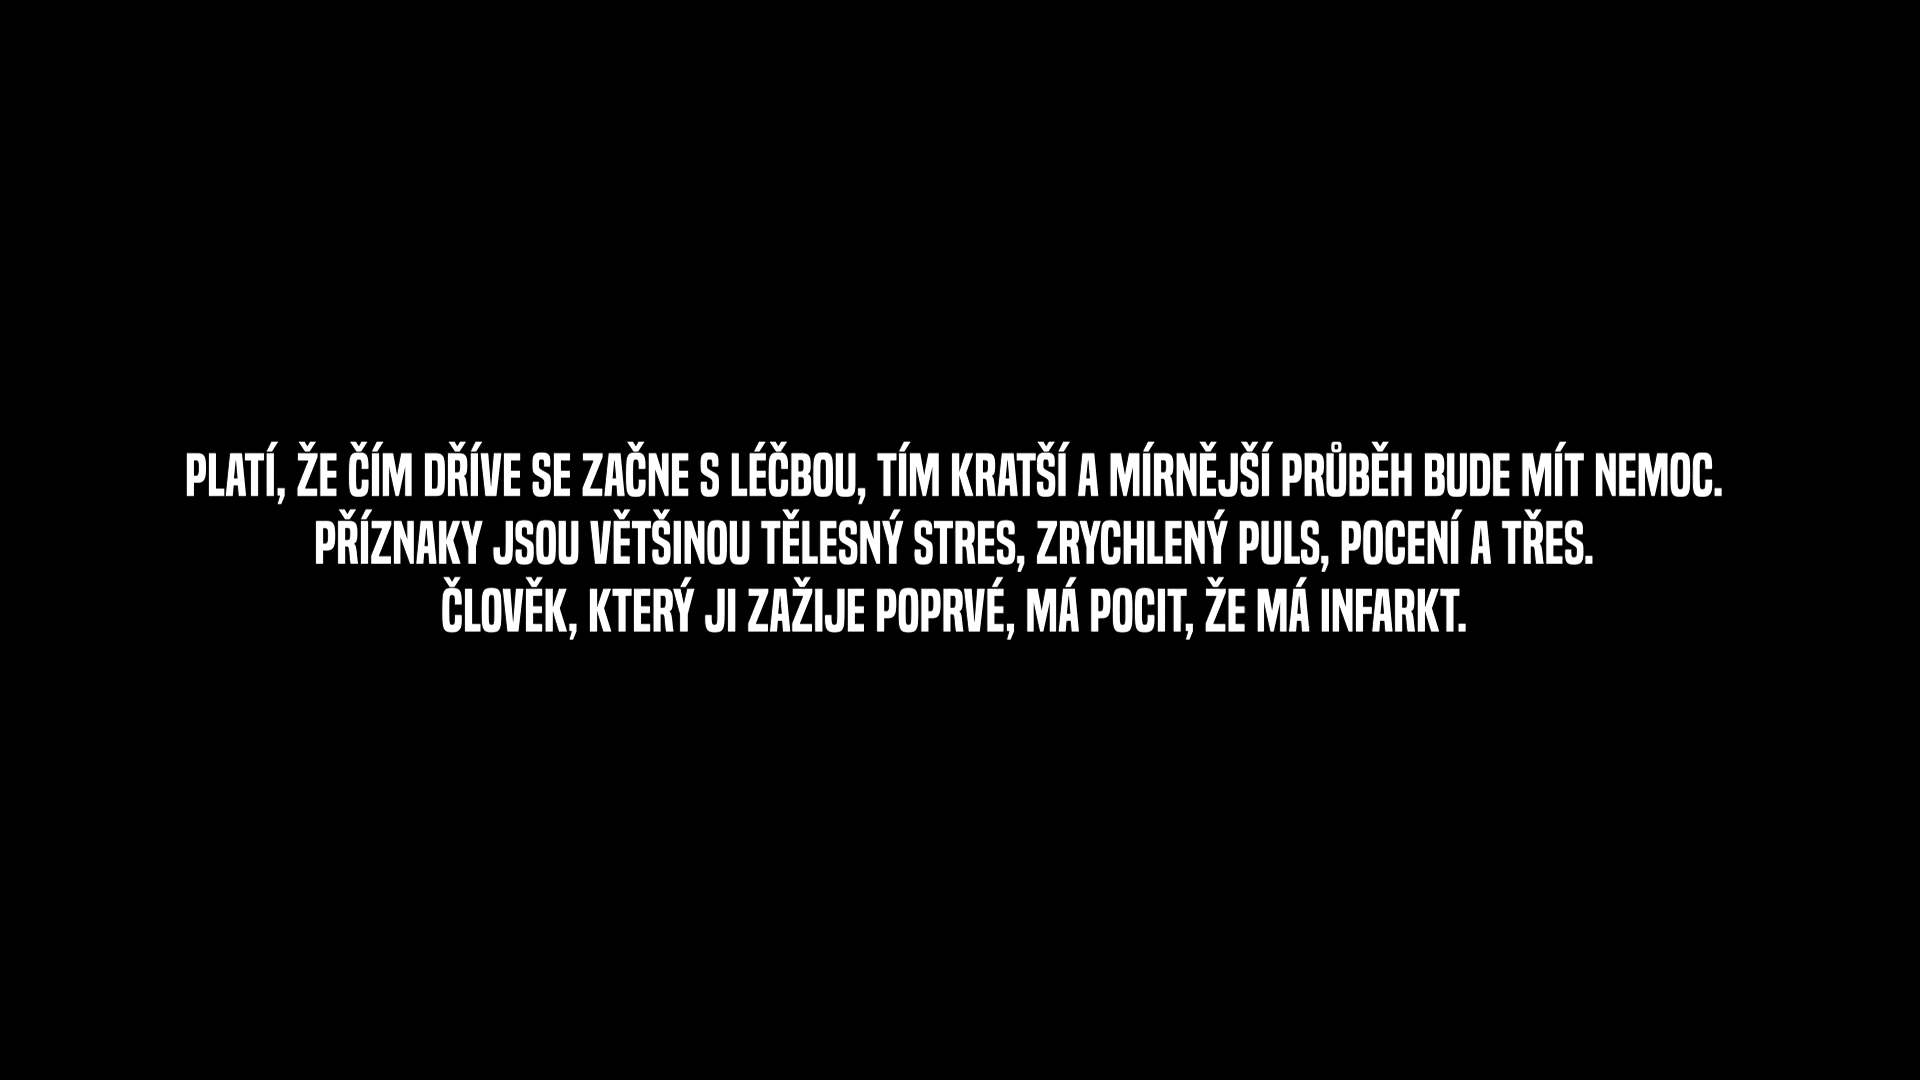 PLATÍ, ŽE ČÍM DŘÍVE SE ZAČNE S LÉČBOU, TÍM KRATŠÍ A MÍRNĚJŠÍ PRŮBĚH BUDE MÍT NEMOC.
PŘÍZNAKY JSOU VĚTŠINOU TĚLESNÝ STRES, ZRYCHLENÝ PULS, POCENÍ A TŘES.
ČLOVĚK, KTERÝ JI ZAŽIJE POPRVÉ, MÁ POCIT, ŽE MÁ INFARKT.